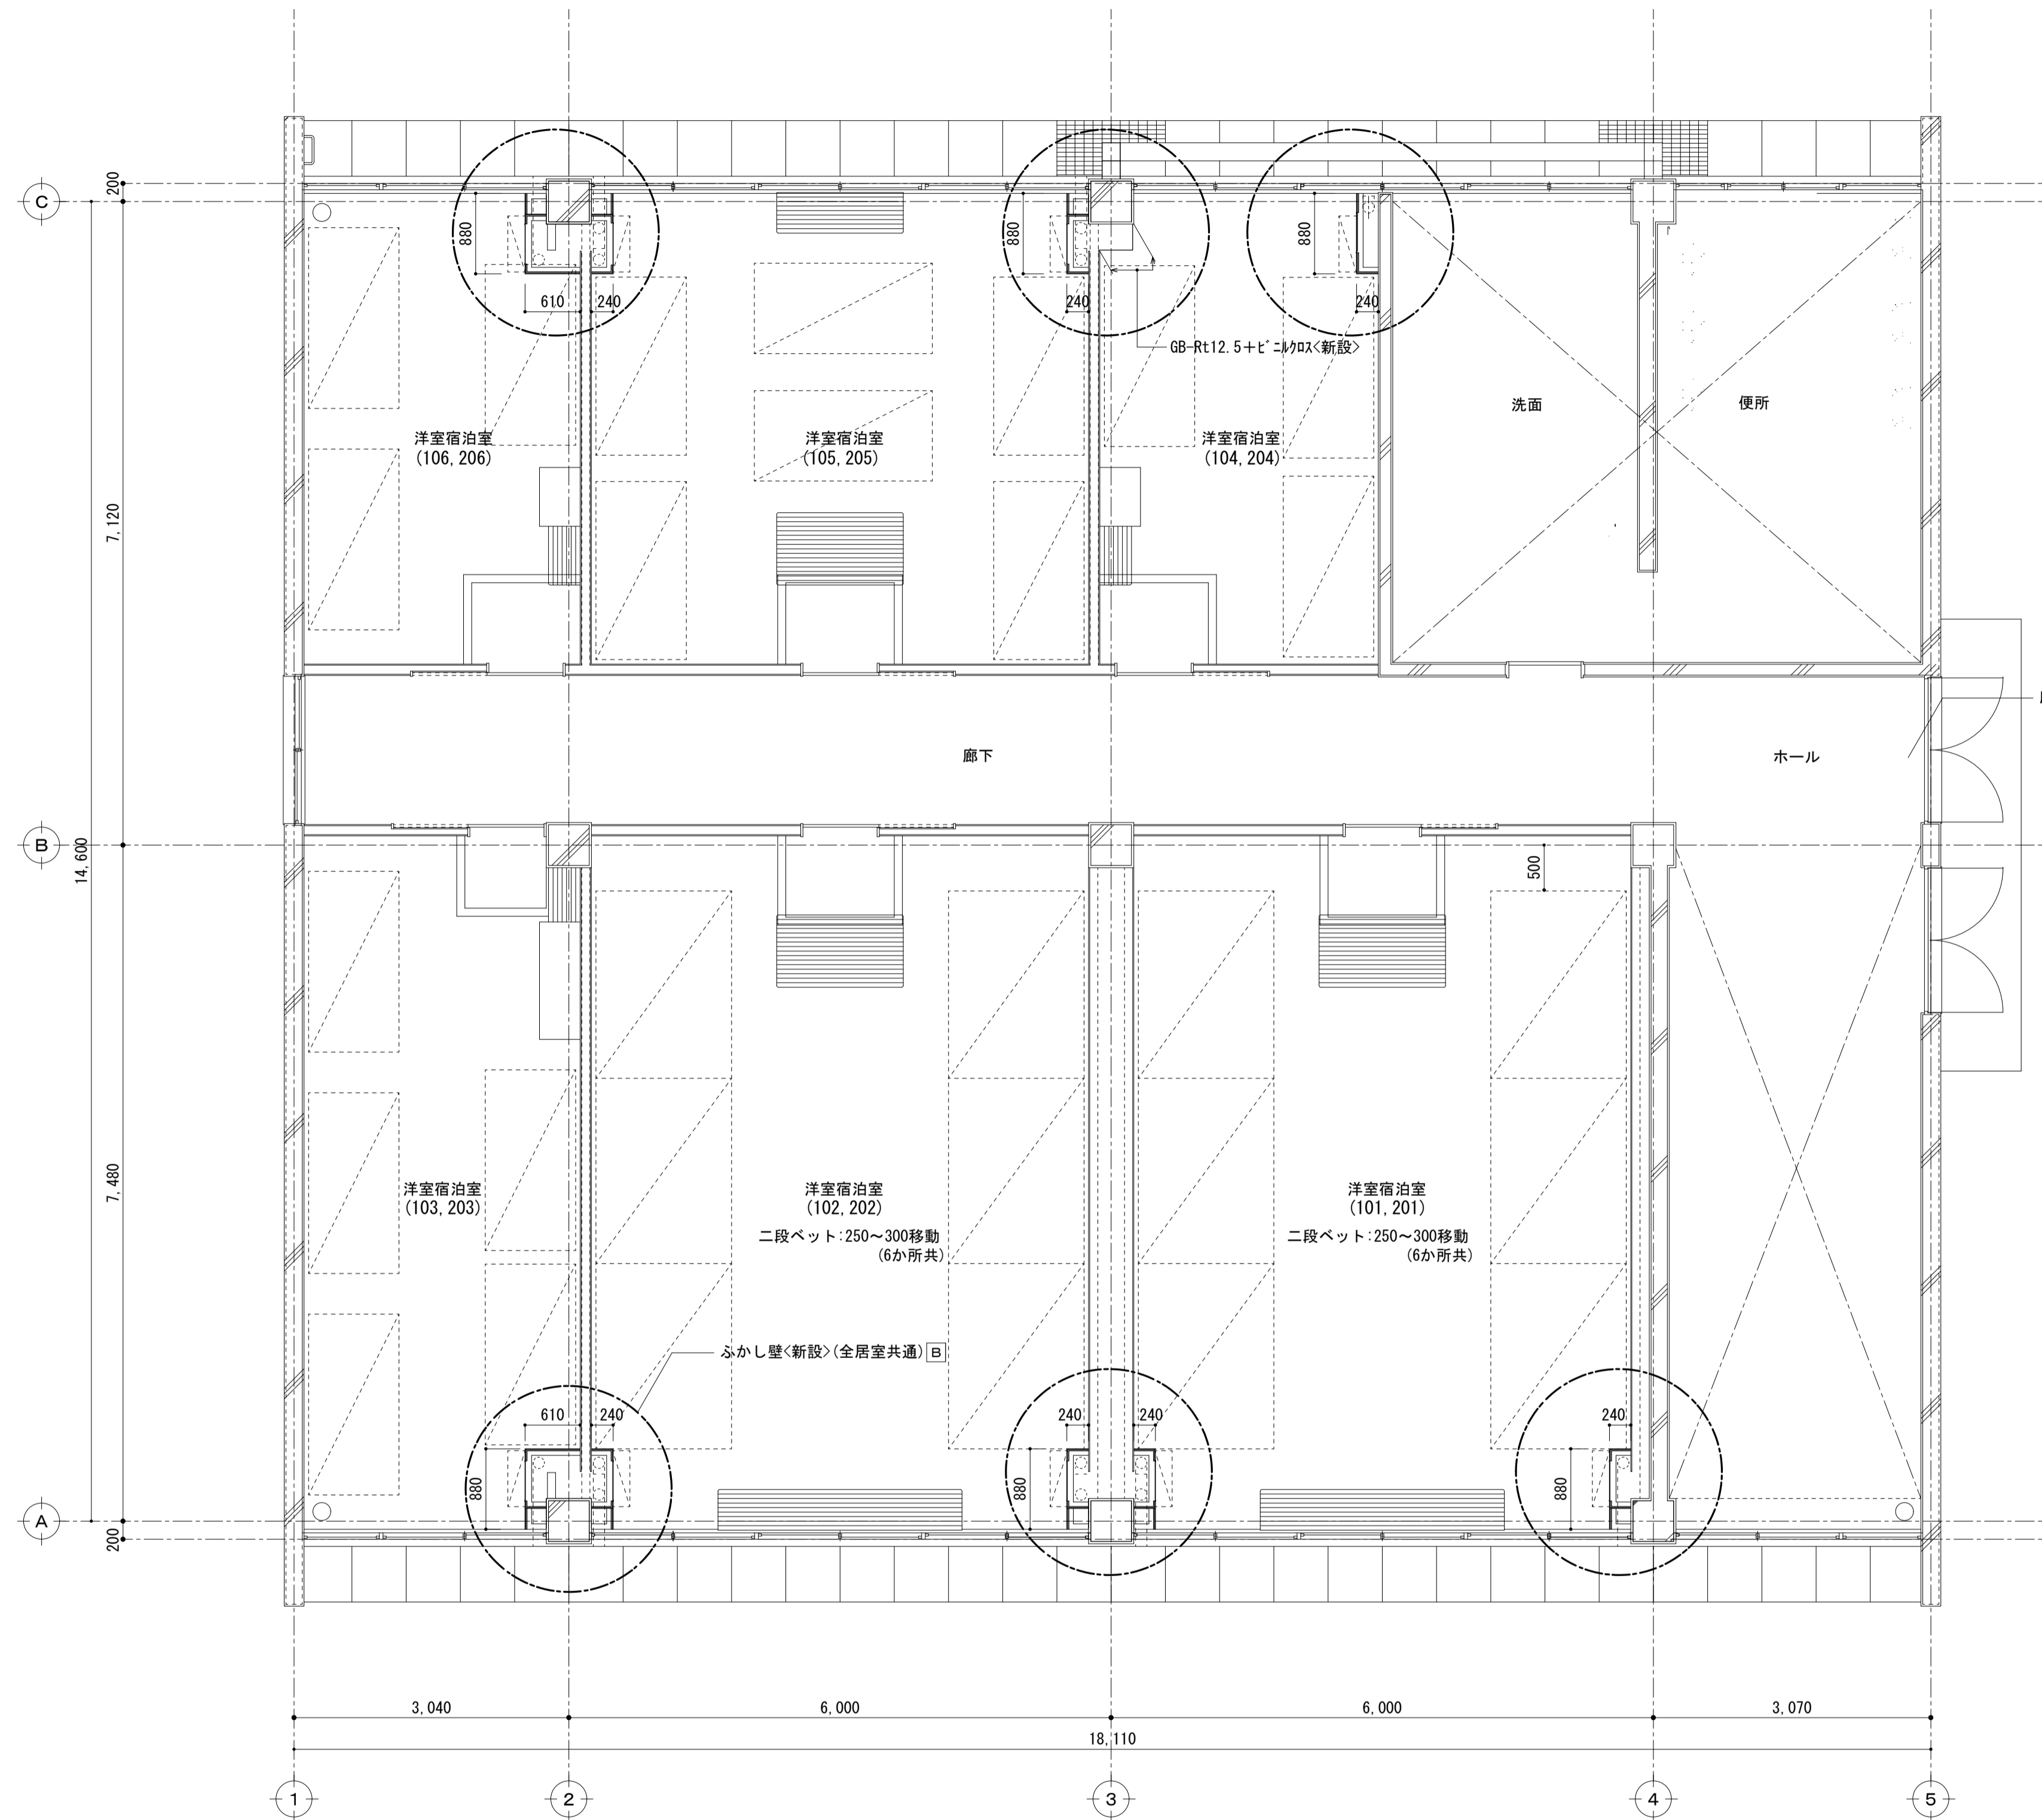 200
C
880
610
240
880
240
880
240
GB-Rt12.5+ビニルクロス<新設>
洗面
便所
洋室宿泊室
(106,206)
洋室宿泊室
(105,205)
洋室宿泊室
(104,204)
7,120
廊下
ホール
B
14,600
500
7,480
洋室宿泊室
(103,203)
洋室宿泊室
(102,202)
二段ベット:250~300移動
(6か所共)
洋室宿泊室
(101,201)
二段ベット:250~300移動
(6か所共)
ふかし壁<新設>(全居室共通) B
610
240
240
240
240
880
880
880
A
200
3,040
6,000
6,000
3,070
18,110
1
2
3
4
5